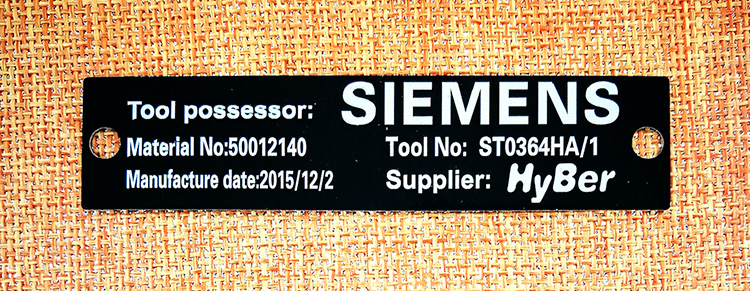 Tool possessor: SIEMENS
Material No:50012140 Tool No: ST0364HA/1
Manufacture date:2015/12/2 Supplier: HyBer